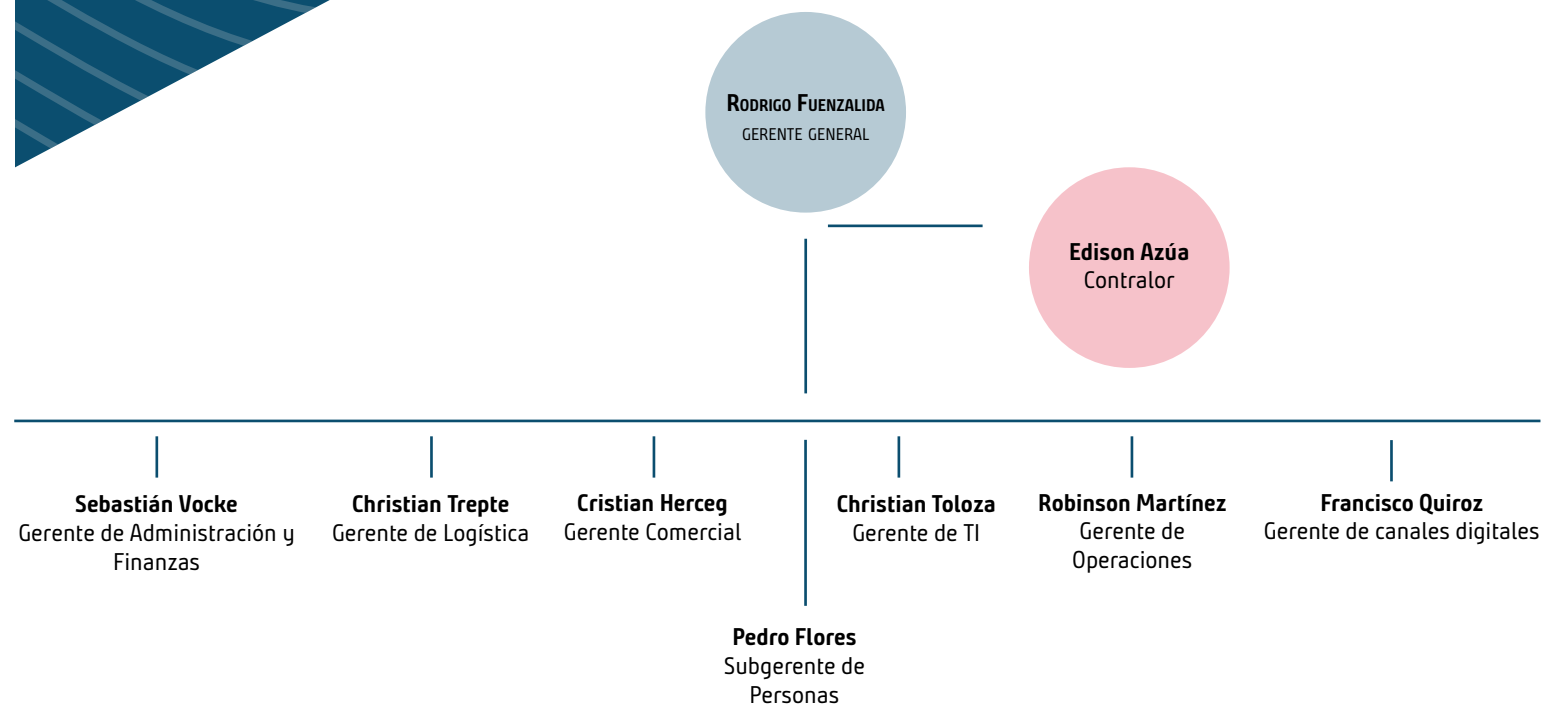 Rodrigo Fuenzalida
GERENTE GENERAL
Edison Azúa
Contralor
Sebastián Vocke
Gerente de Administración y
Finanzas
Christian Trepte
Gerente de Logística
Cristian Herceg
Gerente Comercial
Christian Toloza
Gerente de TI
Robinson Martínez
Gerente de
Operaciones
Francisco Quiroz
Gerente de canales digitales
Pedro Flores
Subgerente de
Personas